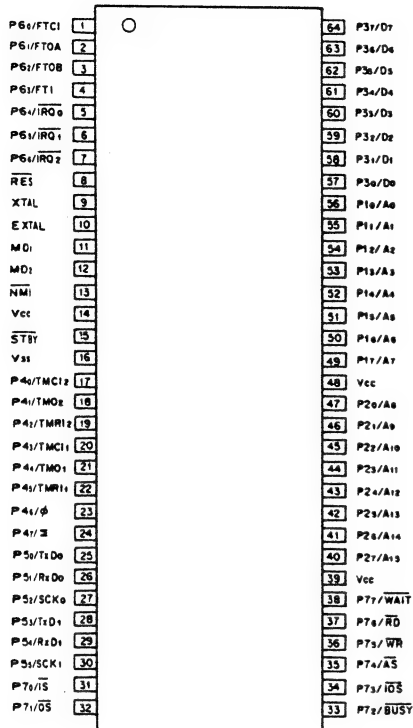 P60/FTCI 1
P61/FTOA 2
P62/FTOB 3
P63/FTI 4
P64/IRQ0 5
P65/IRQ1 6
P66/IRQ2 7
RES 8
XTAL 9
EXTAL 10
MD1 11
MD2 12
NMI 13
Vcc 14
STBY 15
Vss 16
P40/TMCI2 17
P41/TMO2 18
P42/TMRI2 19
P43/TMCI1 20
P44/TMO1 21
P45/TMRI1 22
P46/ϕ 23
P47/ 24
P50/TxD0 25
P51/RxD0 26
P52/SCK0 27
P53/TxD1 28
P54/RxD1 29
P55/SCK1 30
P70/IS 31
P71/OS 32
64 P37/D7
63 P36/D6
62 P35/D5
61 P34/D4
60 P33/D3
59 P32/D2
58 P31/D1
57 P30/D0
56 P10/A0
55 P11/A1
54 P12/A2
53 P13/A3
52 P14/A4
51 P15/A5
50 P16/A6
49 P17/A7
48 Vcc
47 P20/A8
46 P21/A9
45 P22/A10
44 P23/A11
43 P24/A12
42 P25/A13
41 P26/A14
40 P27/A15
39 Vcc
38 P77/WAIT
37 P76/RD
36 P75/WR
35 P74/AS
34 P73/IOS
33 P72/BUSY